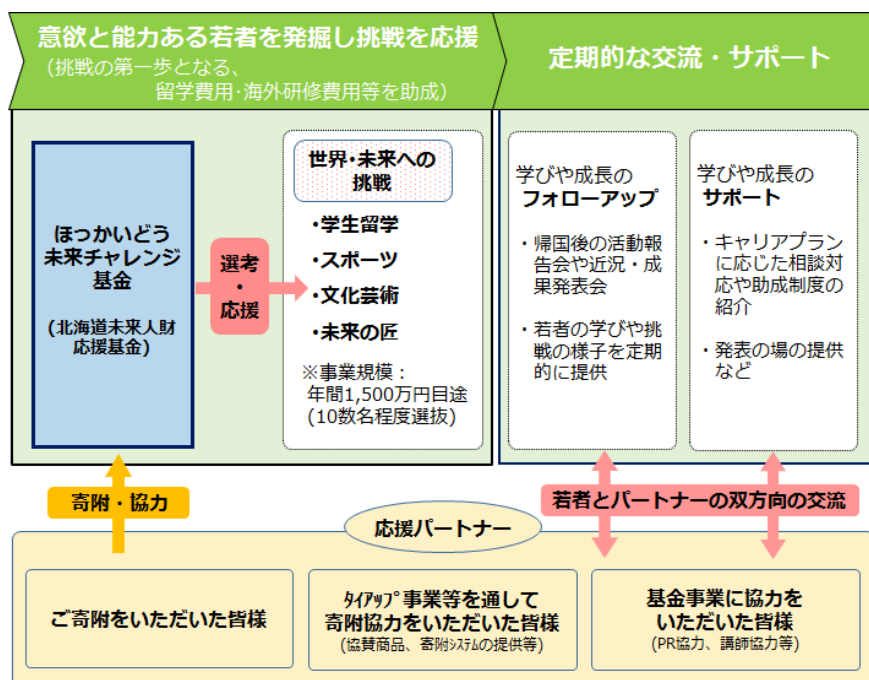 意欲と能力ある若者を発掘し挑戦を応援
（挑戦の第一歩となる、
留学費用･海外研修費用等を助成）
定期的な交流・サポート
ほっかいどう
未来チャレンジ
基金
(北海道未来人財
応援基金)
選考
・
応援
世界･未来への
挑戦
・学生留学
・スポーツ
・文化芸術
・未来の匠
※事業規模：
年間1,500万円目途
(10数名程度選抜)
学びや成長の
フォローアップ
・帰国後の活動報
告会や近況・成
果発表会
・若者の学びや挑
戦の様子を定期
的に提供
学びや成長の
サポート
・キャリアプラン
に応じた相談対
応や助成制度の
紹介
・発表の場の提供
など
寄附・協力
若者とパートナーの双方向の交流
応援パートナー
ご寄附をいただいた皆様
ﾀｲｱｯﾌﾟ事業等を通して
寄附協力をいただいた皆様
(協賛商品、寄附ｼｽﾃﾑの提供等)
基金事業に協力を
いただいた皆様
(PR協力、講師協力等)